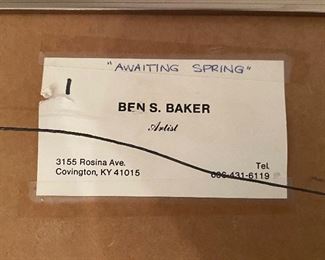 "AWAITING SPRING"
1
BEN S. BAKER
Artist
3155 Rosina Ave.
Covington, KY 41015
Tel.
606-431-6119